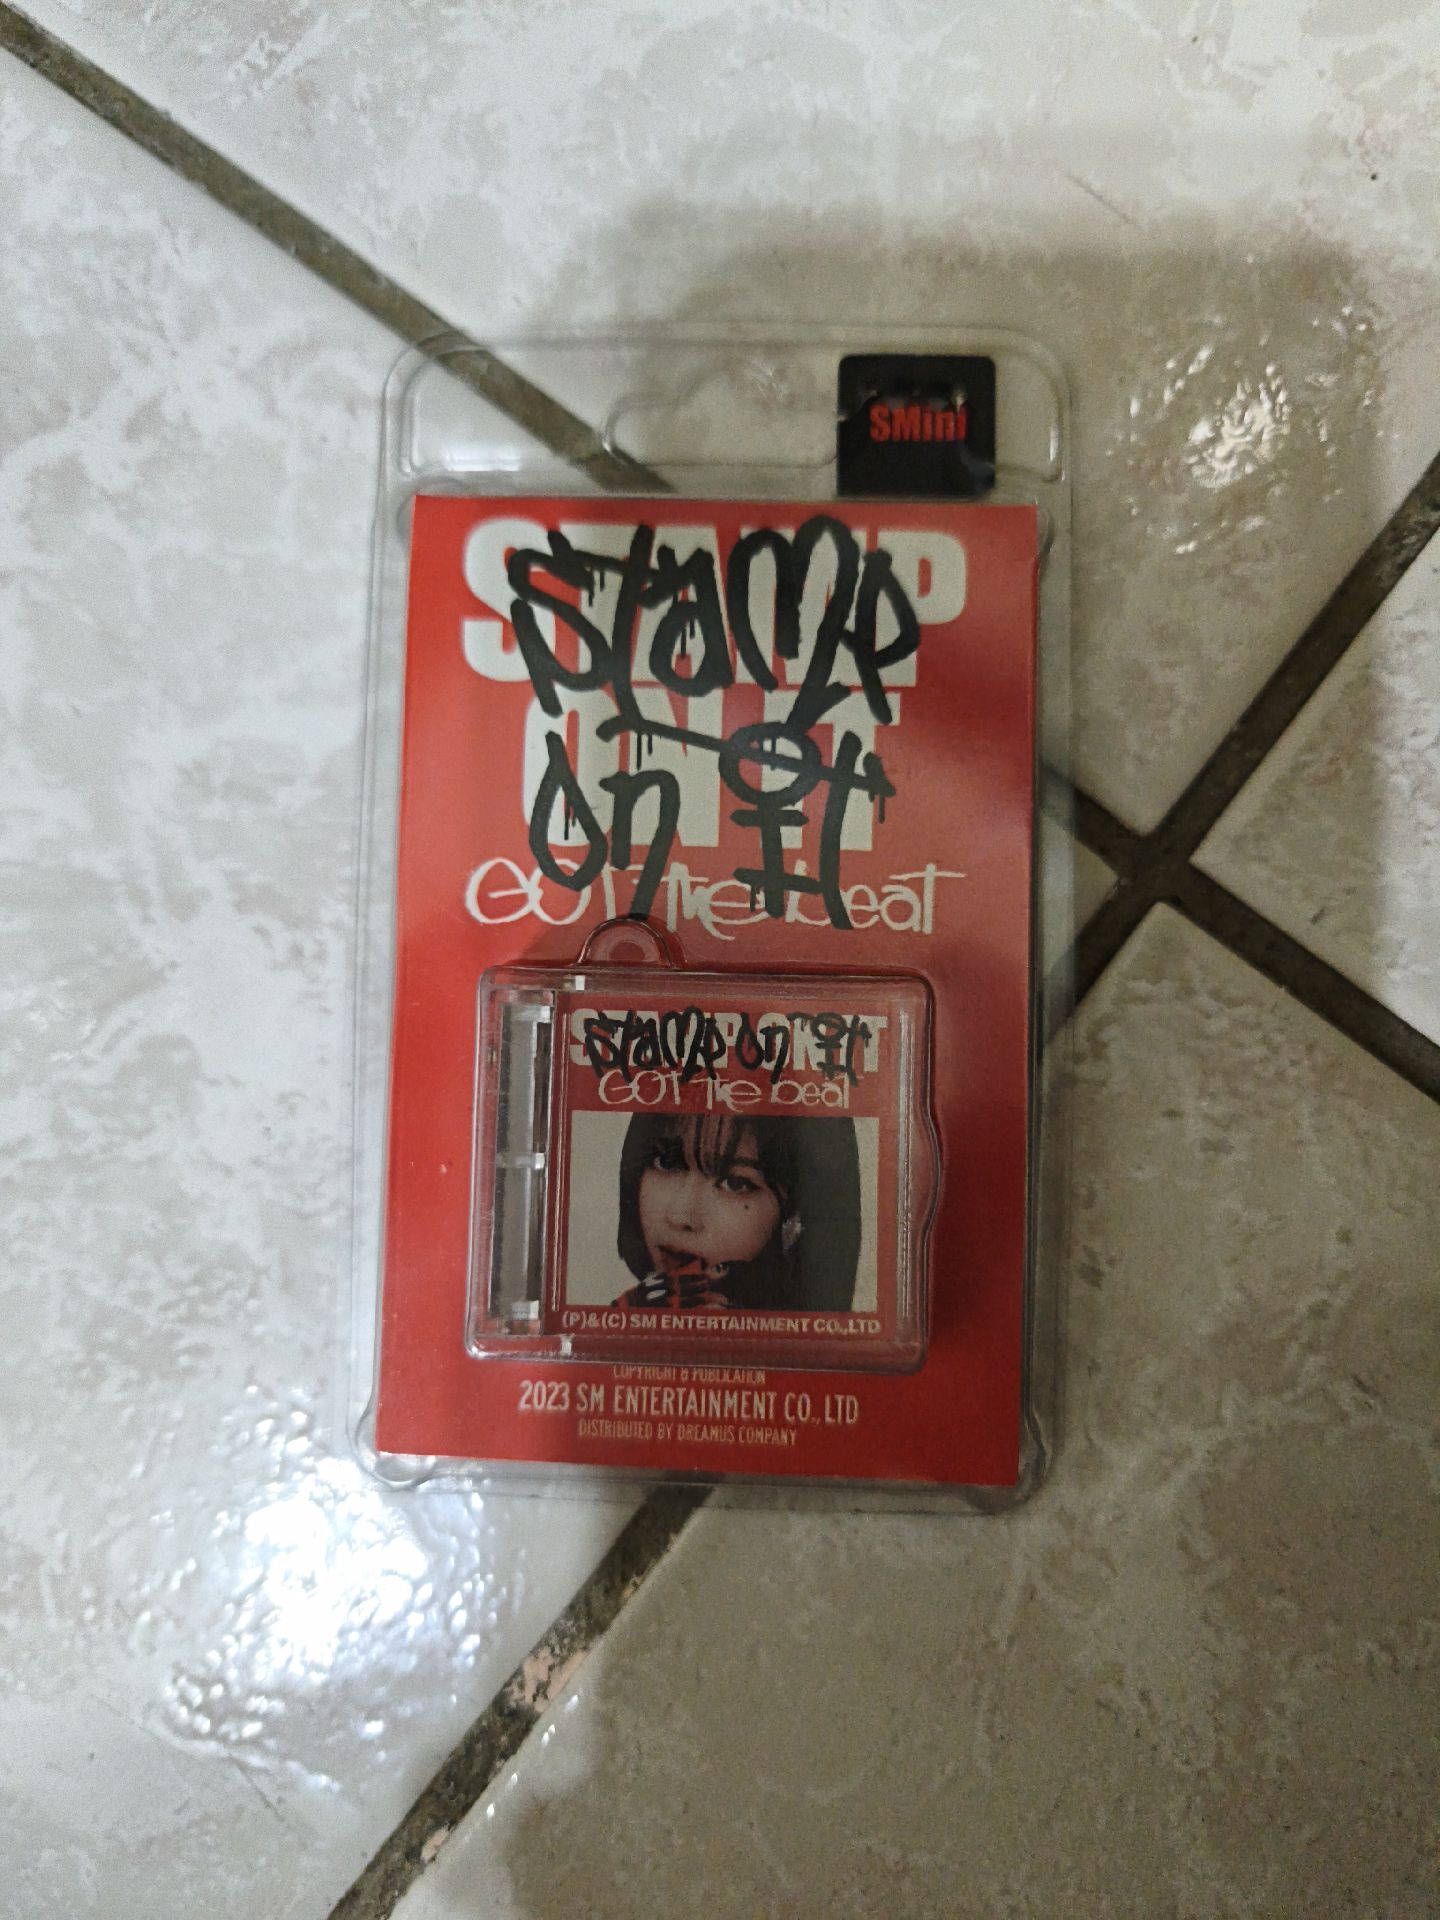 SMini
STAMP
stamp
ON IT
on it
GOT the beat
STAMP ON IT
stamp on it
GOT the beat
(P)&(C) SM ENTERTAINMENT CO.,LTD
COPYRIGHT & PUBLICATION
2023 SM ENTERTAINMENT CO., LTD
DISTRIBUTED BY DREAMUS COMPANY